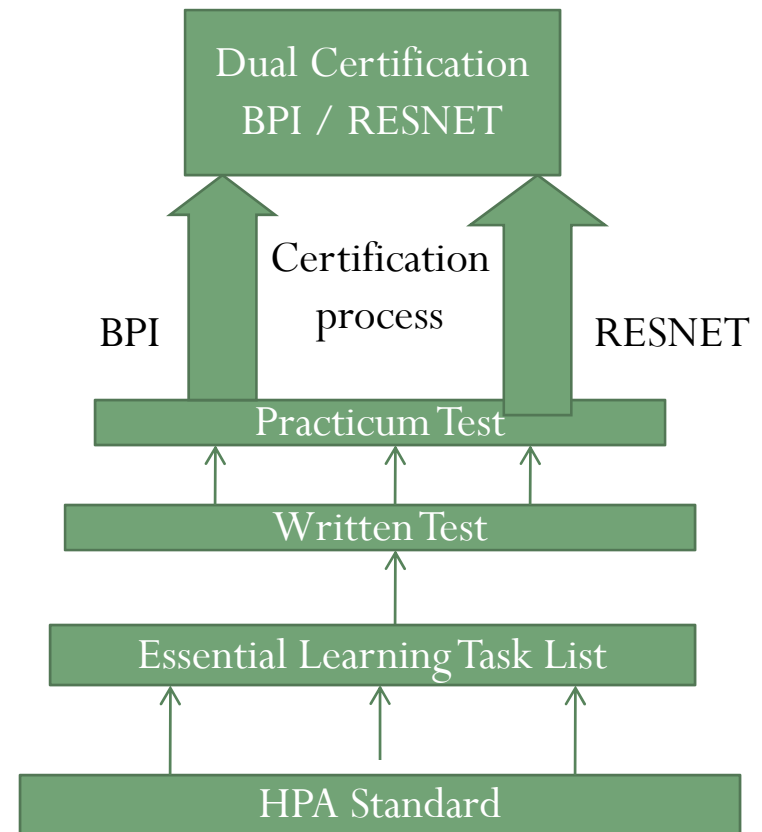 Dual Certification
BPI / RESNET
Certification
process
BPI
RESNET
Practicum Test
Written Test
Essential Learning Task List
HPA Standard